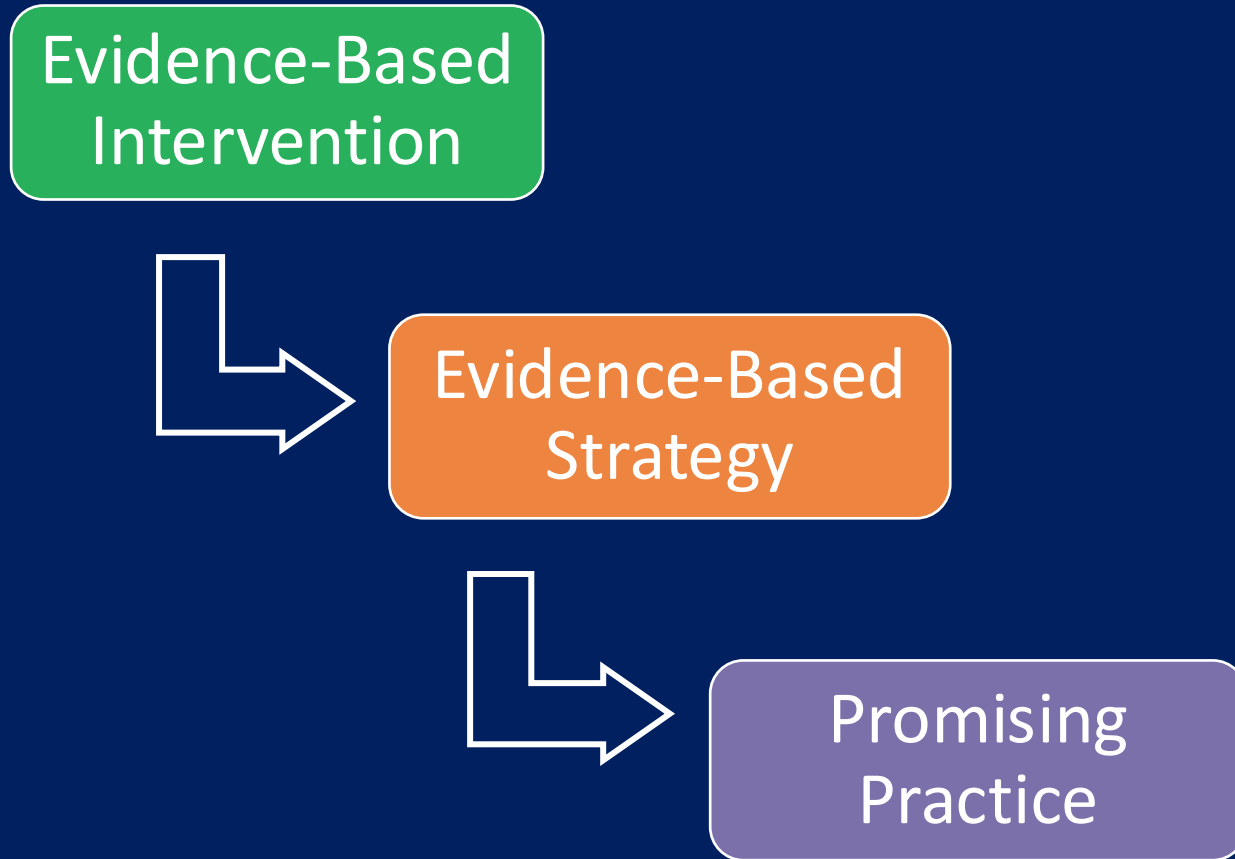 Evidence-Based
Intervention
Evidence-Based
Strategy
Promising
Practice